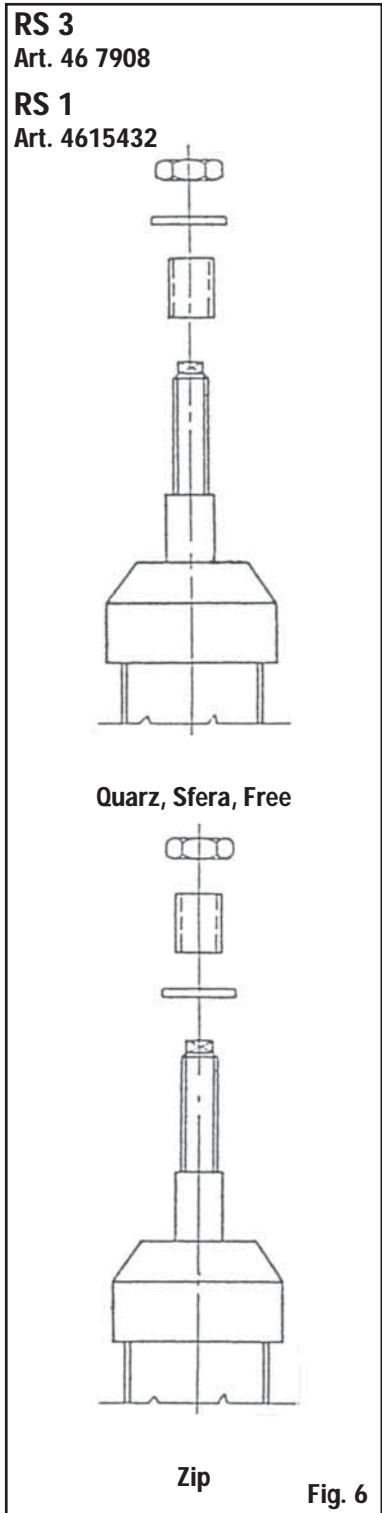 RS 3
Art. 46 7908
RS 1
Art. 4615432
Quarz, Sfera, Free
Zip
Fig. 6